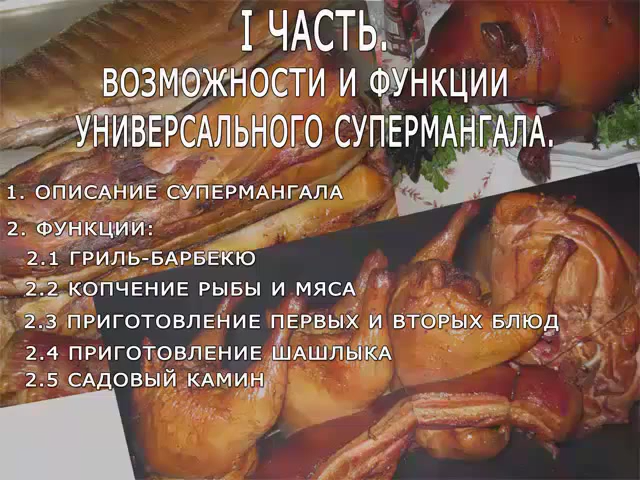 I ЧАСТЬ.
ВОЗМОЖНОСТИ И ФУНКЦИИ
УНИВЕРСАЛЬНОГО СУПЕРМАНГАЛА.
1. ОПИСАНИЕ СУПЕРМАНГАЛА
2. ФУНКЦИИ:
2.1 ГРИЛЬ-БАРБЕКЮ
2.2 КОПЧЕНИЕ РЫБЫ И МЯСА
2.3 ПРИГОТОВЛЕНИЕ ПЕРВЫХ И ВТОРЫХ БЛЮД
2.4 ПРИГОТОВЛЕНИЕ ШАШЛЫКА
2.5 САДОВЫЙ КАМИН